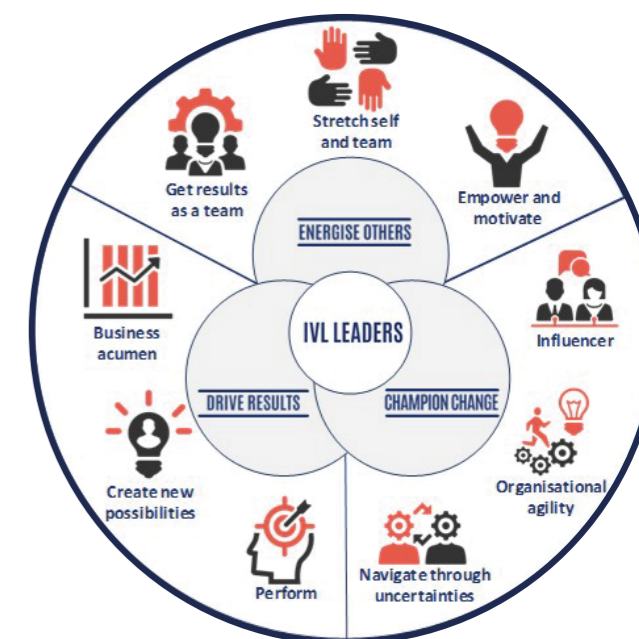 Stretch self
and team
Get results
as a team
Empower and
motivate
ENERGISE OTHERS
Business
acumen
IVL LEADERS
Influencer
DRIVE RESULTS
CHAMPION CHANGE
Create new
possibilities
Organisational
agility
Perform
Navigate through
uncertainties